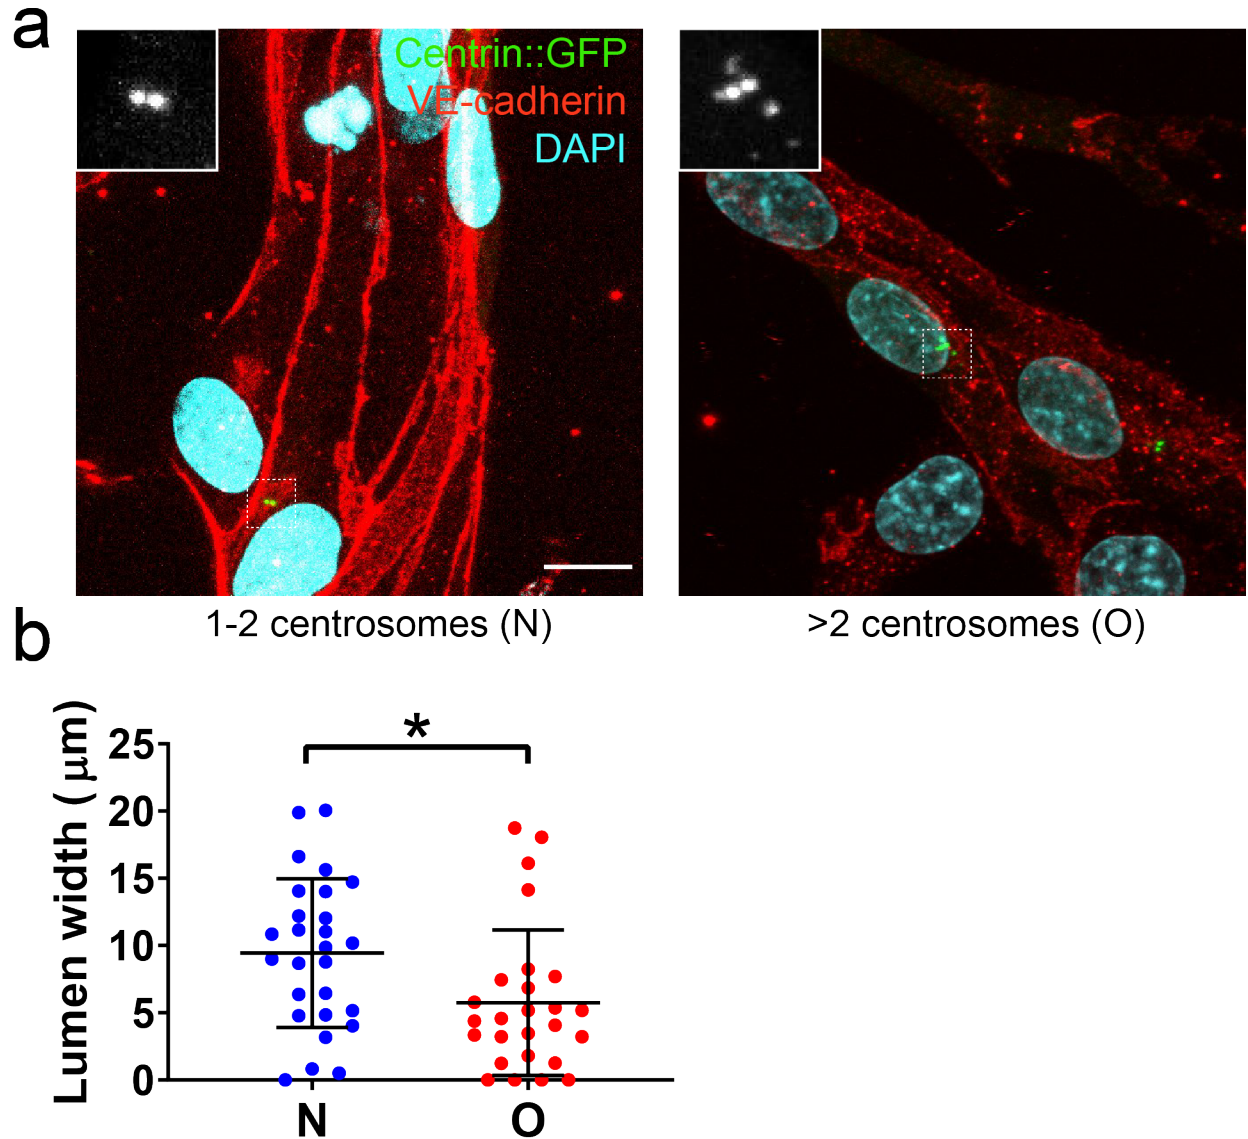 a
Centrin::GFP
VE-cadherin
DAPI
1-2 centrosomes (N)
>2 centrosomes (O)
b
*
Lumen width ( μm)
25
20
15
10
5
0
N
O